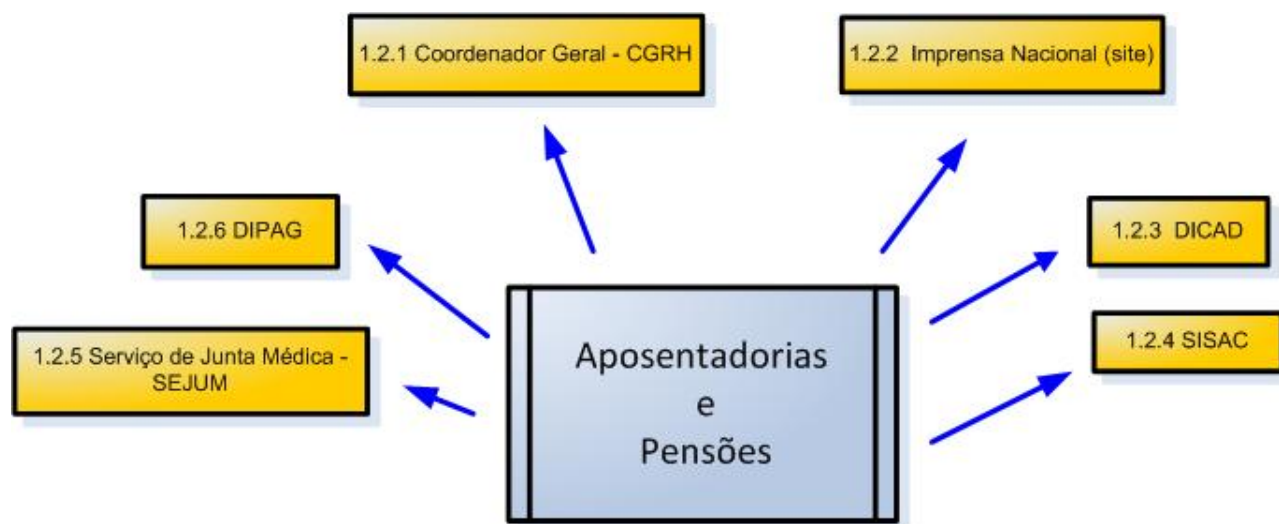 1.2.1 Coordenador Geral - CGRH
1.2.2 Imprensa Nacional (site)
1.2.6 DIPAG
1.2.3 DICAD
1.2.5 Serviço de Junta Médica -
SEJUM
1.2.4 SISAC
Aposentadorias
e
Pensões